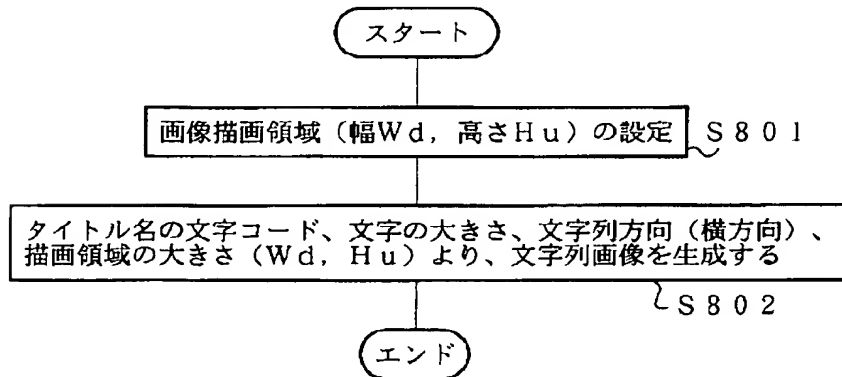 スタート
画像描画領域（幅Wd，高さHu）の設定
S801
タイトル名の文字コード、文字の大きさ、文字列方向（横方向）、
描画領域の大きさ（Wd，Hu）より、文字列画像を生成する
S802
エンド